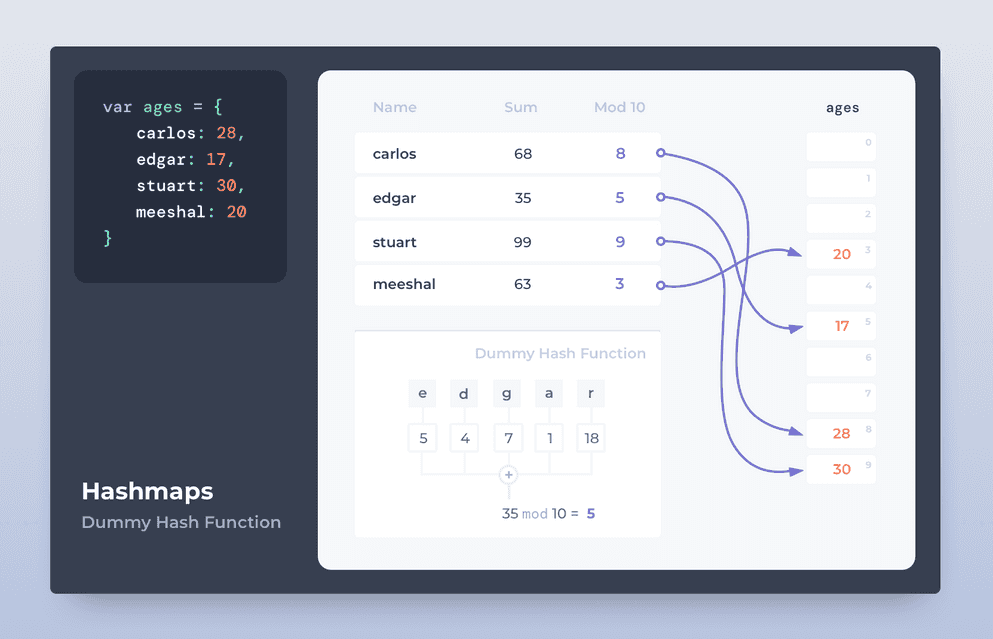 var ages = {
carlos: 28,
edgar: 17,
stuart: 30,
meeshal: 20
}
Hashmaps
Dummy Hash Function
Name Sum Mod 10
carlos 68 8
edgar 35 5
stuart 99 9
meeshal 63 3
Dummy Hash Function
e d g a r
5 4 7 1 18
+
35 mod 10 = 5
ages
0
1
2
20 3
4
17 5
6
7
28 8
30 9